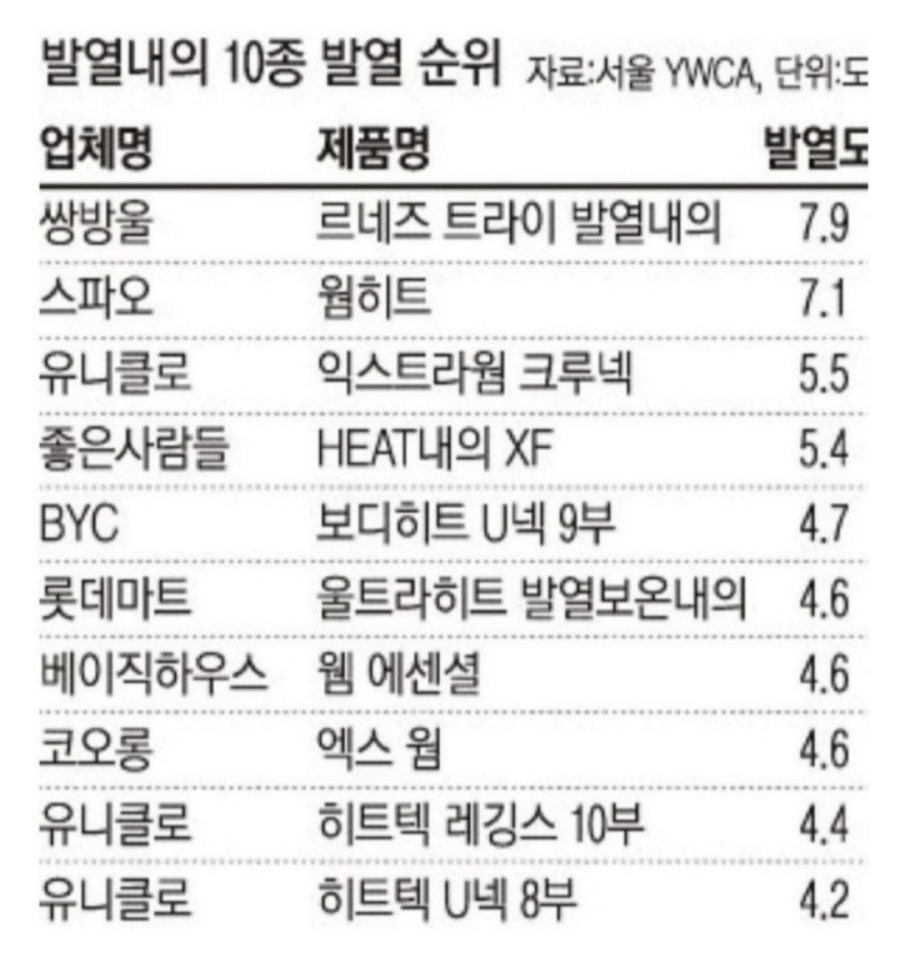 발열내의 10종 발열 순위 자료:서울 YWCA, 단위:도
업체명 제품명 발열도
쌍방울 르네즈 트라이 발열내의 7.9
스파오 웜히트 7.1
유니클로 익스트라웜 크루넥 5.5
좋은사람들 HEAT내의 XF 5.4
BYC 보디히트 U넥 9부 4.7
롯데마트 울트라히트 발열보온내의 4.6
베이직하우스 웸 에센셜 4.6
코오롱 엑스 웜 4.6
유니클로 히트텍 레깅스 10부 4.4
유니클로 히트텍 U넥 8부 4.2